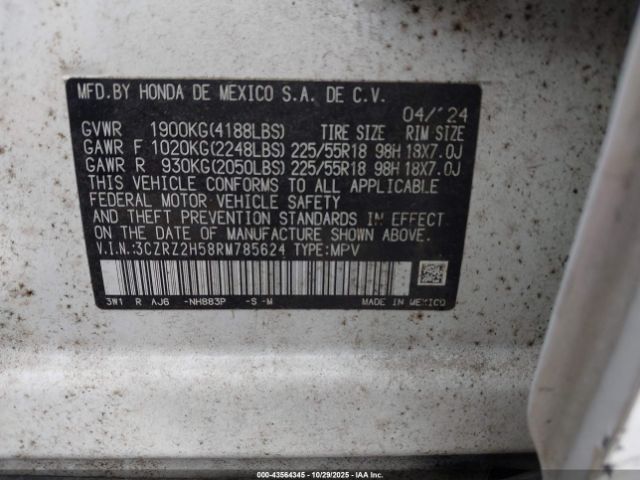 MFD.BY HONDA DE MEXICO S.A. DE C.V.
04/'24
GVWR 1900KG(4188LBS) TIRE SIZE RIM SIZE
GAWR F 1020KG(2248LBS) 225/55R18 98H 18X7.0J
GAWR R 930KG(2050LBS) 225/55R18 98H 18X7.0J
THIS VEHICLE CONFORMS TO ALL APPLICABLE
FEDERAL MOTOR VEHICLE SAFETY
AND THEFT PREVENTION STANDARDS IN EFFECT
ON THE DATE OF MANUFACTURE SHOWN ABOVE.
V.I.N.:3CZRZ2H58RM785624 TYPE:MPV
3W1 R AJ6 -NH883P -S-M MADE IN MEXICO
900-43564345 | 10/29/2025 - © IAA, LLC